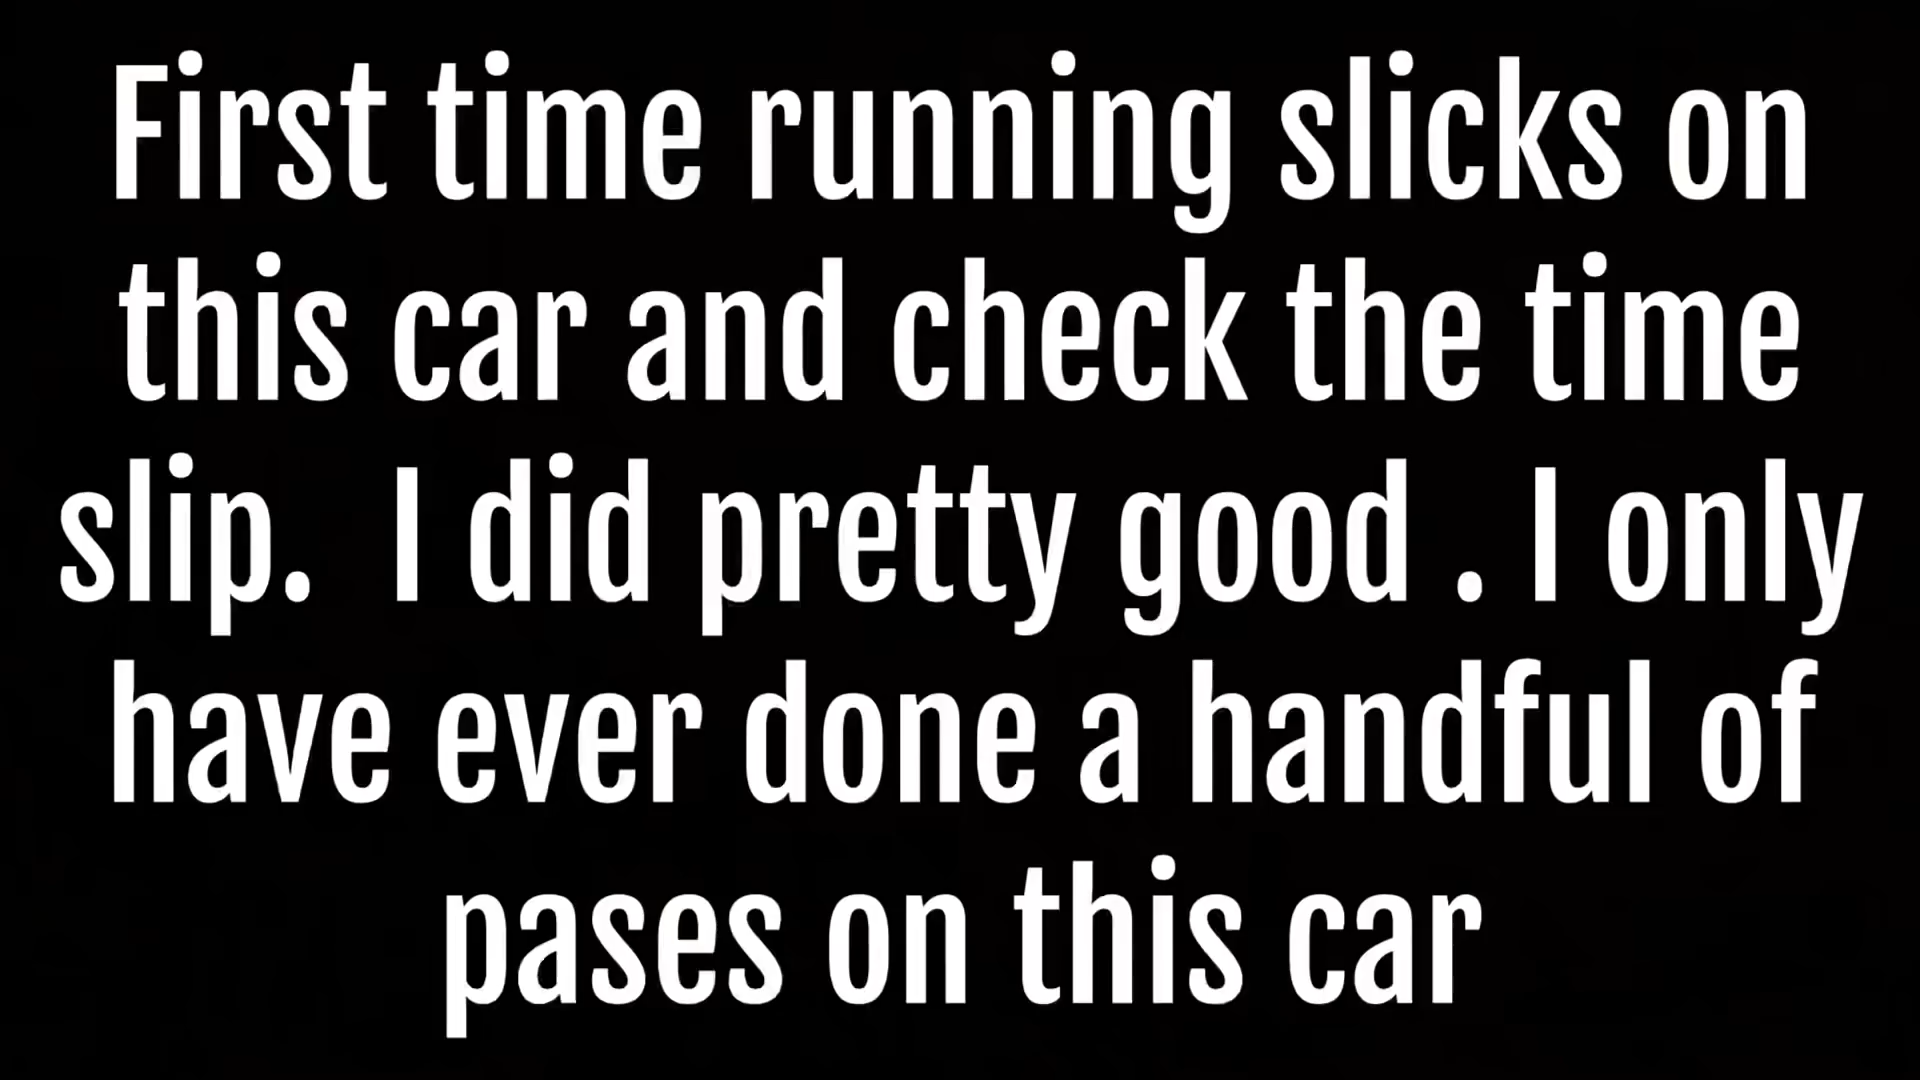 First time running slicks on
this car and check the time
slip.  I did pretty good . I only
have ever done a handful of
pases on this car